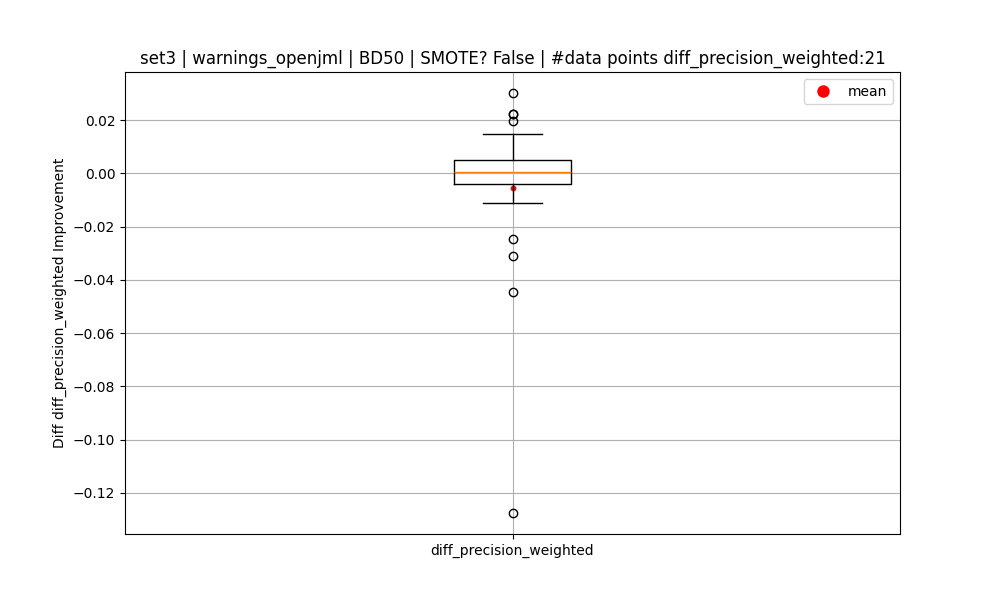 set3 | warnings_openjml | BD50 | SMOTE? False | #data points diff_precision_weighted:21
mean
0.02
0.00
−0.02
−0.04
−0.06
−0.08
−0.10
−0.12
Diff diff_precision_weighted Improvement
diff_precision_weighted